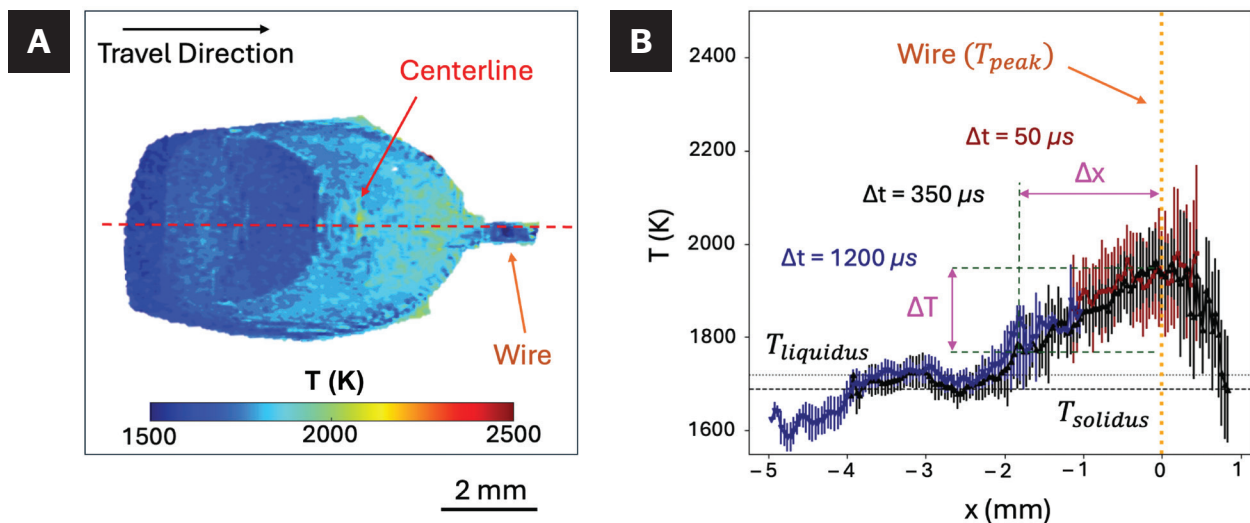 A
Travel Direction
Centerline
Wire
T (K)
1500
2000
2500
2 mm
B
2400
2200
2000
1800
1600
T (K)
Wire (T_peak)
Δt = 50 µs
Δx
Δt = 350 µs
Δt = 1200 µs
ΔT
T_liquidus
T_solidus
−5
−4
−3
−2
−1
0
1
x (mm)